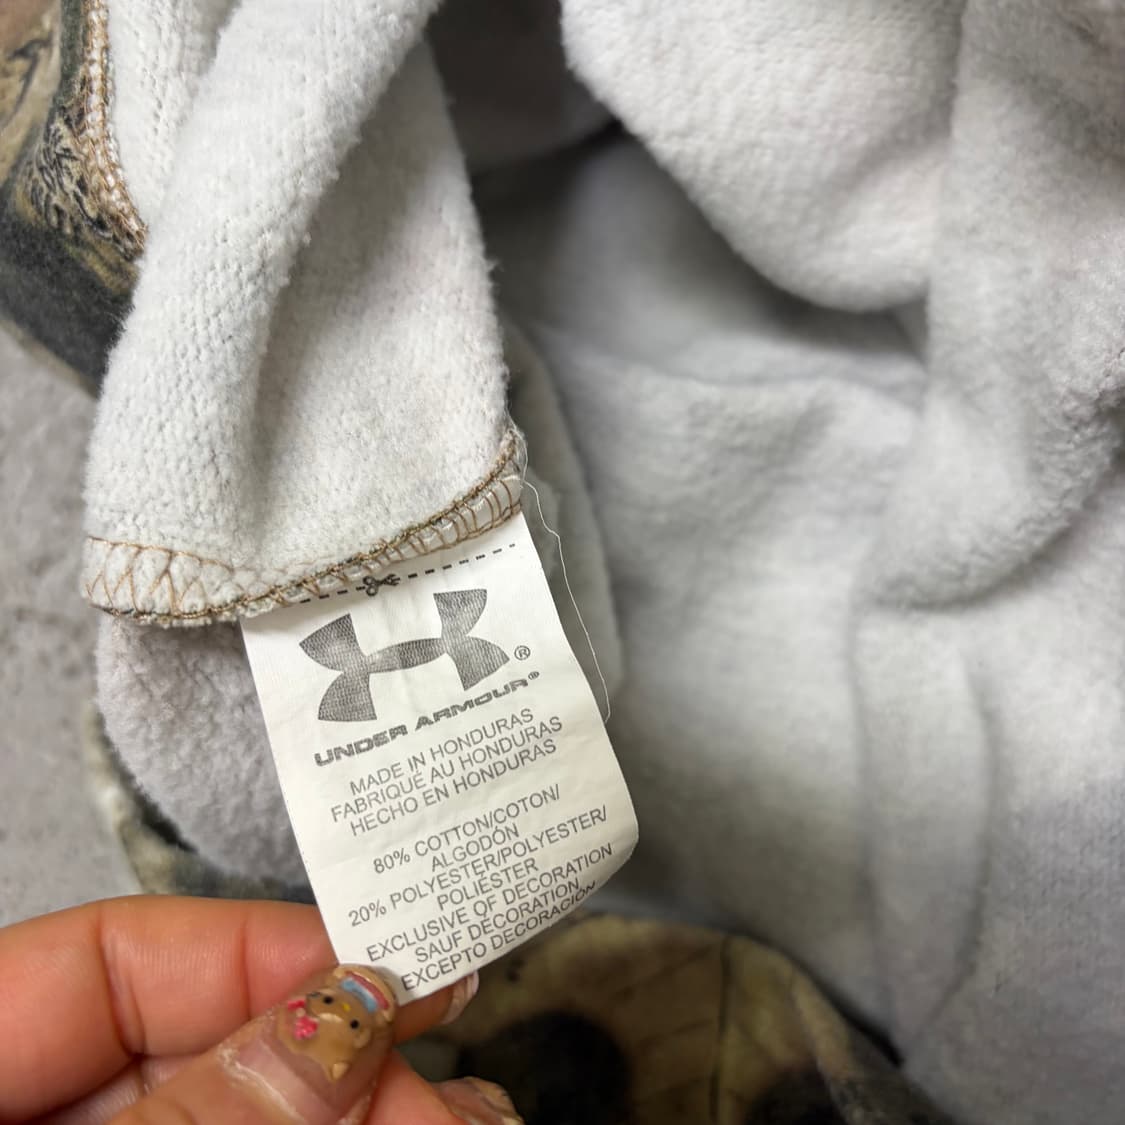 ®
UNDER ARMOUR®
MADE IN HONDURAS
FABRIQUÉ AU HONDURAS
HECHO EN HONDURAS
80% COTTON/COTON/
ALGODÓN
20% POLYESTER/POLYESTER/
POLIÉSTER
EXCLUSIVE OF DECORATION
SAUF DÉCORATION
EXCEPTO DECORACIÓN